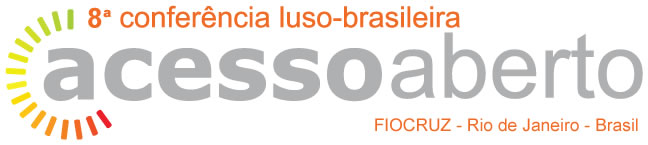 8ª conferência luso-brasileira
acessoaberto
FIOCRUZ - Rio de Janeiro - Brasil